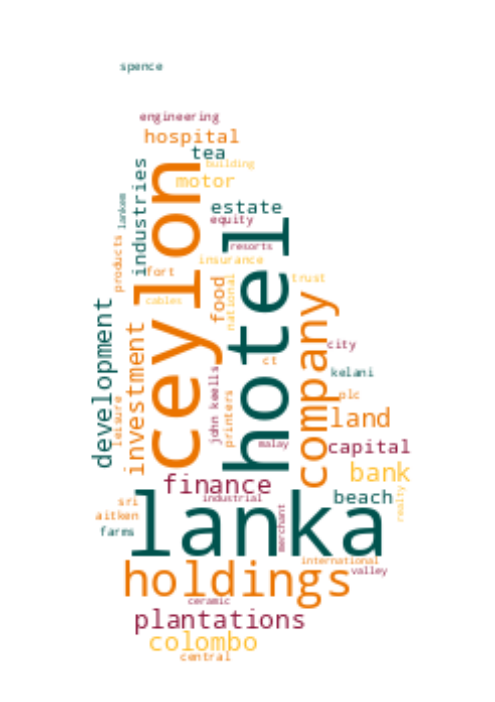 spence
engineering
hospital
tea
building
motor
industries
lankem
estate
equity
hotel
ceylon
resorts
insurance
products
fort
food
national
trust
cables
development
investment
company
leisure
city
ct
kelani
john keells
printers
plc
land
malay
capital
bank
finance
industrial
beach
realty
merchant
sri
lanka
aitken
farms
international
valley
holdings
ceramic
plantations
colombo
central